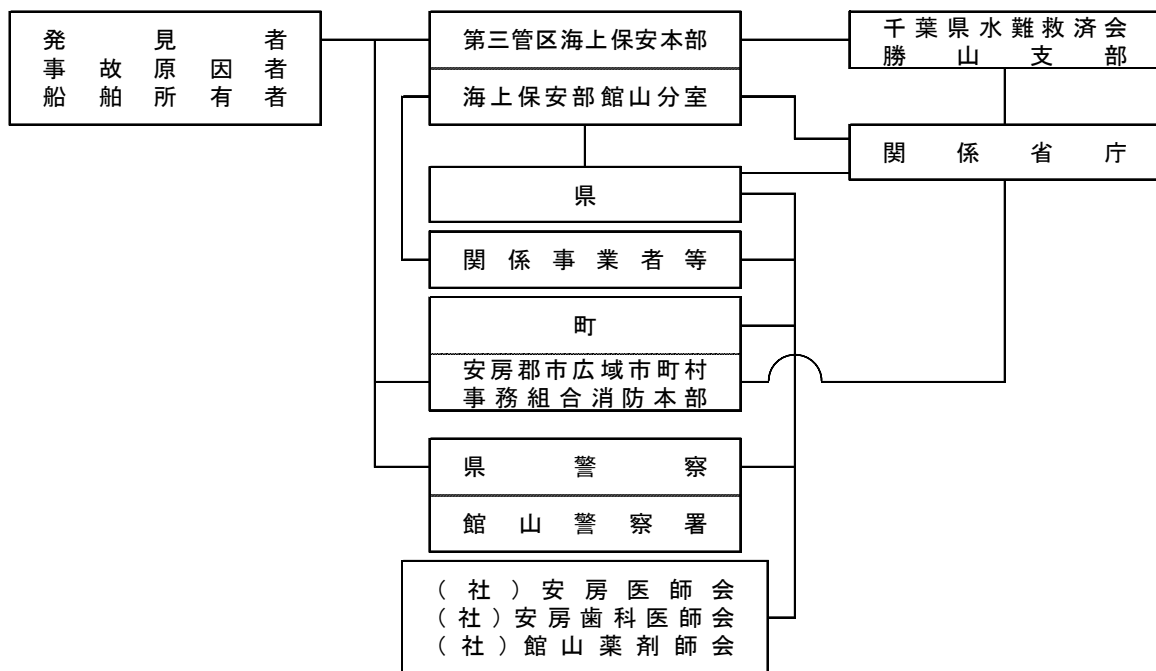 発見者
事故原因者
船舶所有者
第三管区海上保安本部
海上保安部館山分室
千葉県水難救済会
勝山支部
関係省庁
県
関係事業者等
町
安房郡市広域市町村
事務組合消防本部
県警察
館山警察署
（社）安房医師会
（社）安房歯科医師会
（社）館山薬剤師会